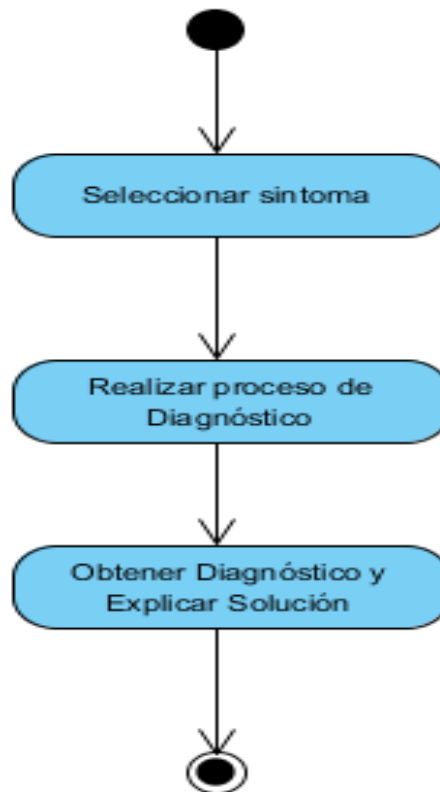 Seleccionar sintoma
Realizar proceso de
Diagnóstico
Obtener Diagnóstico y
Explicar Solución